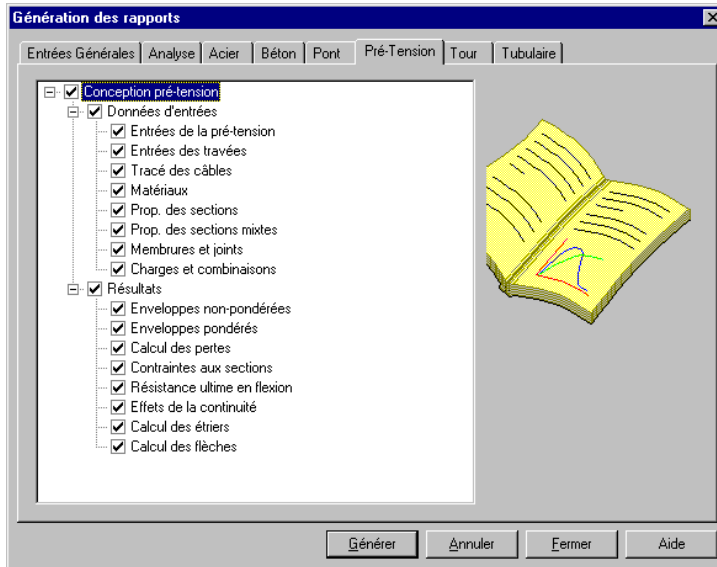 Génération des rapports
Entrées Générales Analyse Acier Béton Pont Pré-Tension Tour Tubulaire
Conception pré-tension
Données d'entrées
Entrées de la pré-tension
Entrées des travées
Tracé des câbles
Matériaux
Prop. des sections
Prop. des sections mixtes
Membrures et joints
Charges et combinaisons
Résultats
Enveloppes non-pondérées
Enveloppes pondérés
Calcul des pertes
Contraintes aux sections
Résistance ultime en flexion
Effets de la continuité
Calcul des étriers
Calcul des flèches
Générer Annuler Fermer Aide